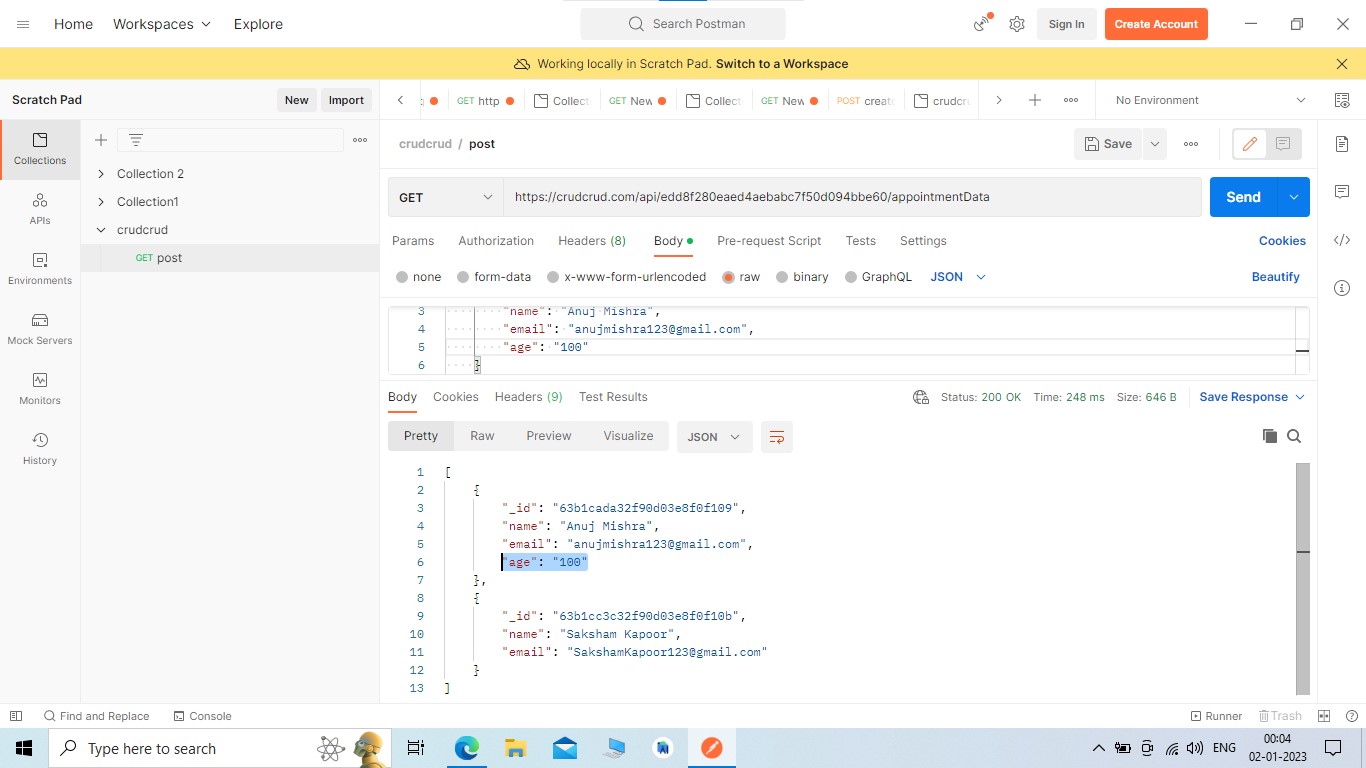 Home Workspaces Explore Search Postman Sign In Create Account
Working locally in Scratch Pad. Switch to a Workspace
Scratch Pad New Import
GET http Collect GET New Collect GET New POST create crudcru No Environment
Collections
APIs
Environments
Mock Servers
Monitors
History
Collection 2
Collection1
crudcrud
GET post
crudcrud / post Save
GET https://crudcrud.com/api/edd8f280eaed4aebabc7f50d094bbe60/appointmentData Send
Params Authorization Headers (8) Body Pre-request Script Tests Settings Cookies
none form-data x-www-form-urlencoded raw binary GraphQL JSON Beautify
3 "name": "Anuj Mishra",
4 "email": "anujmishra123@gmail.com",
5 "age": "100"
6 }
Body Cookies Headers (9) Test Results Status: 200 OK Time: 248 ms Size: 646 B Save Response
Pretty Raw Preview Visualize JSON
1 [
2 {
3 "_id": "63b1cada32f90d03e8f0f109",
4 "name": "Anuj Mishra",
5 "email": "anujmishra123@gmail.com",
6 "age": "100"
7 },
8 {
9 "_id": "63b1cc3c32f90d03e8f0f10b",
10 "name": "Saksham Kapoor",
11 "email": "SakshamKapoor123@gmail.com"
12 }
13 ]
Find and Replace Console Runner Trash
Type here to search ENG 00:04
02-01-2023